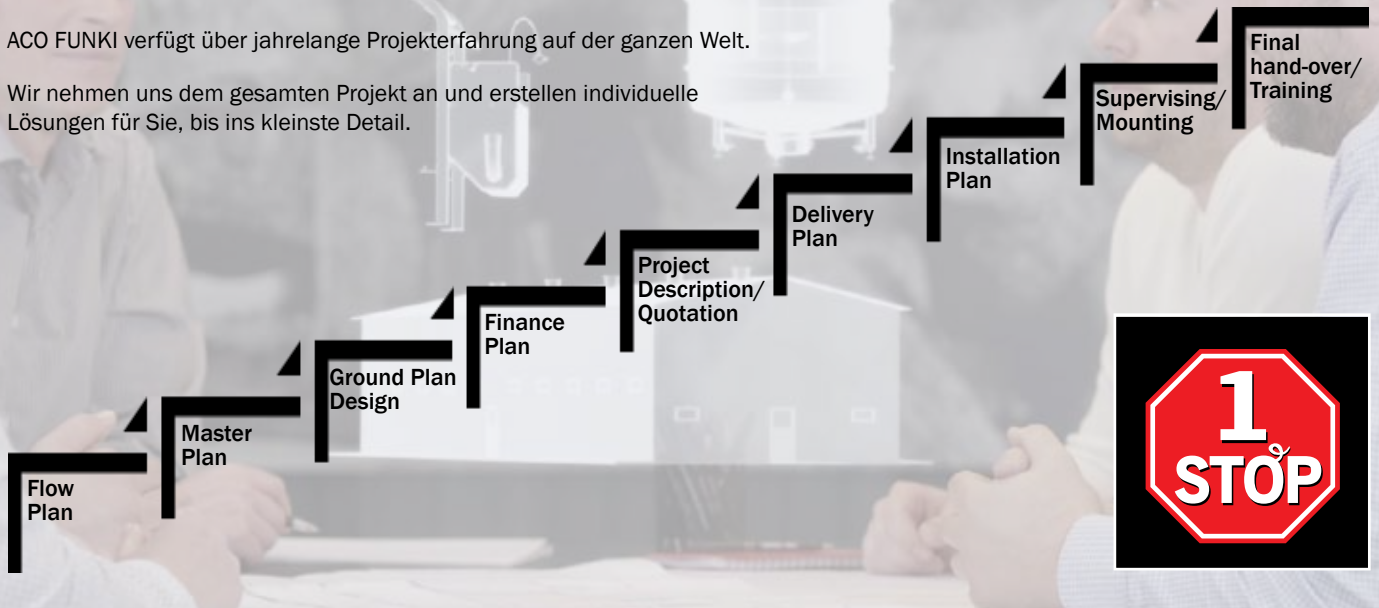 ACO FUNKI verfügt über jahrelange Projekterfahrung auf der ganzen Welt.
Wir nehmen uns dem gesamten Projekt an und erstellen individuelle
Lösungen für Sie, bis ins kleinste Detail.
Flow
Plan
Master
Plan
Ground Plan
Design
Finance
Plan
Project
Description/
Quotation
Delivery
Plan
Installation
Plan
Supervising/
Mounting
Final
hand-over/
Training
1
STOP